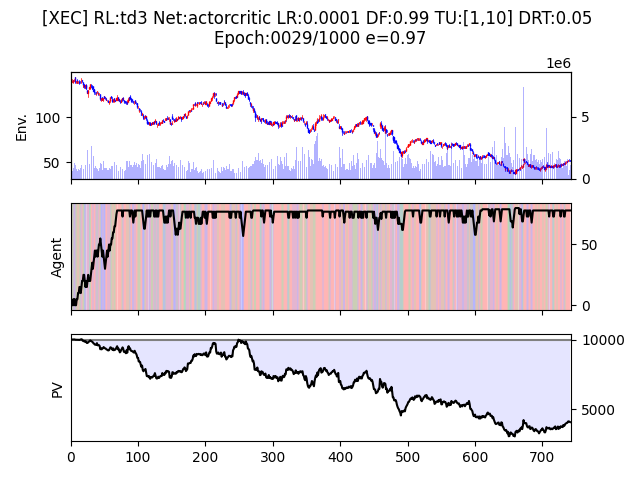 [XEC] RL:td3 Net:actorcritic LR:0.0001 DF:0.99 TU:[1,10] DRT:0.05
Epoch:0029/1000 e=0.97
1e6
Env.
100
50
5
0
Agent
50
0
PV
10000
5000
0 100 200 300 400 500 600 700